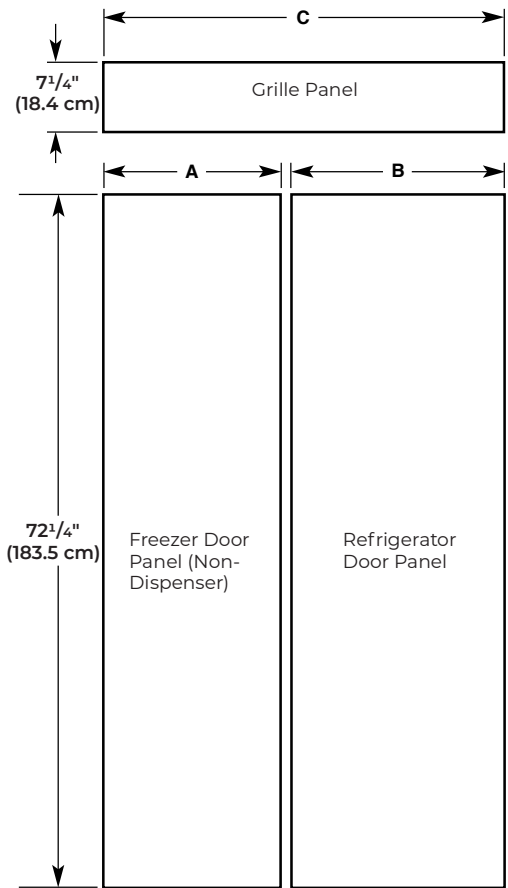 C
7¹/₄"
(18.4 cm)
Grille Panel
A
B
72¹/₄"
(183.5 cm)
Freezer Door
Panel (Non-
Dispenser)
Refrigerator
Door Panel